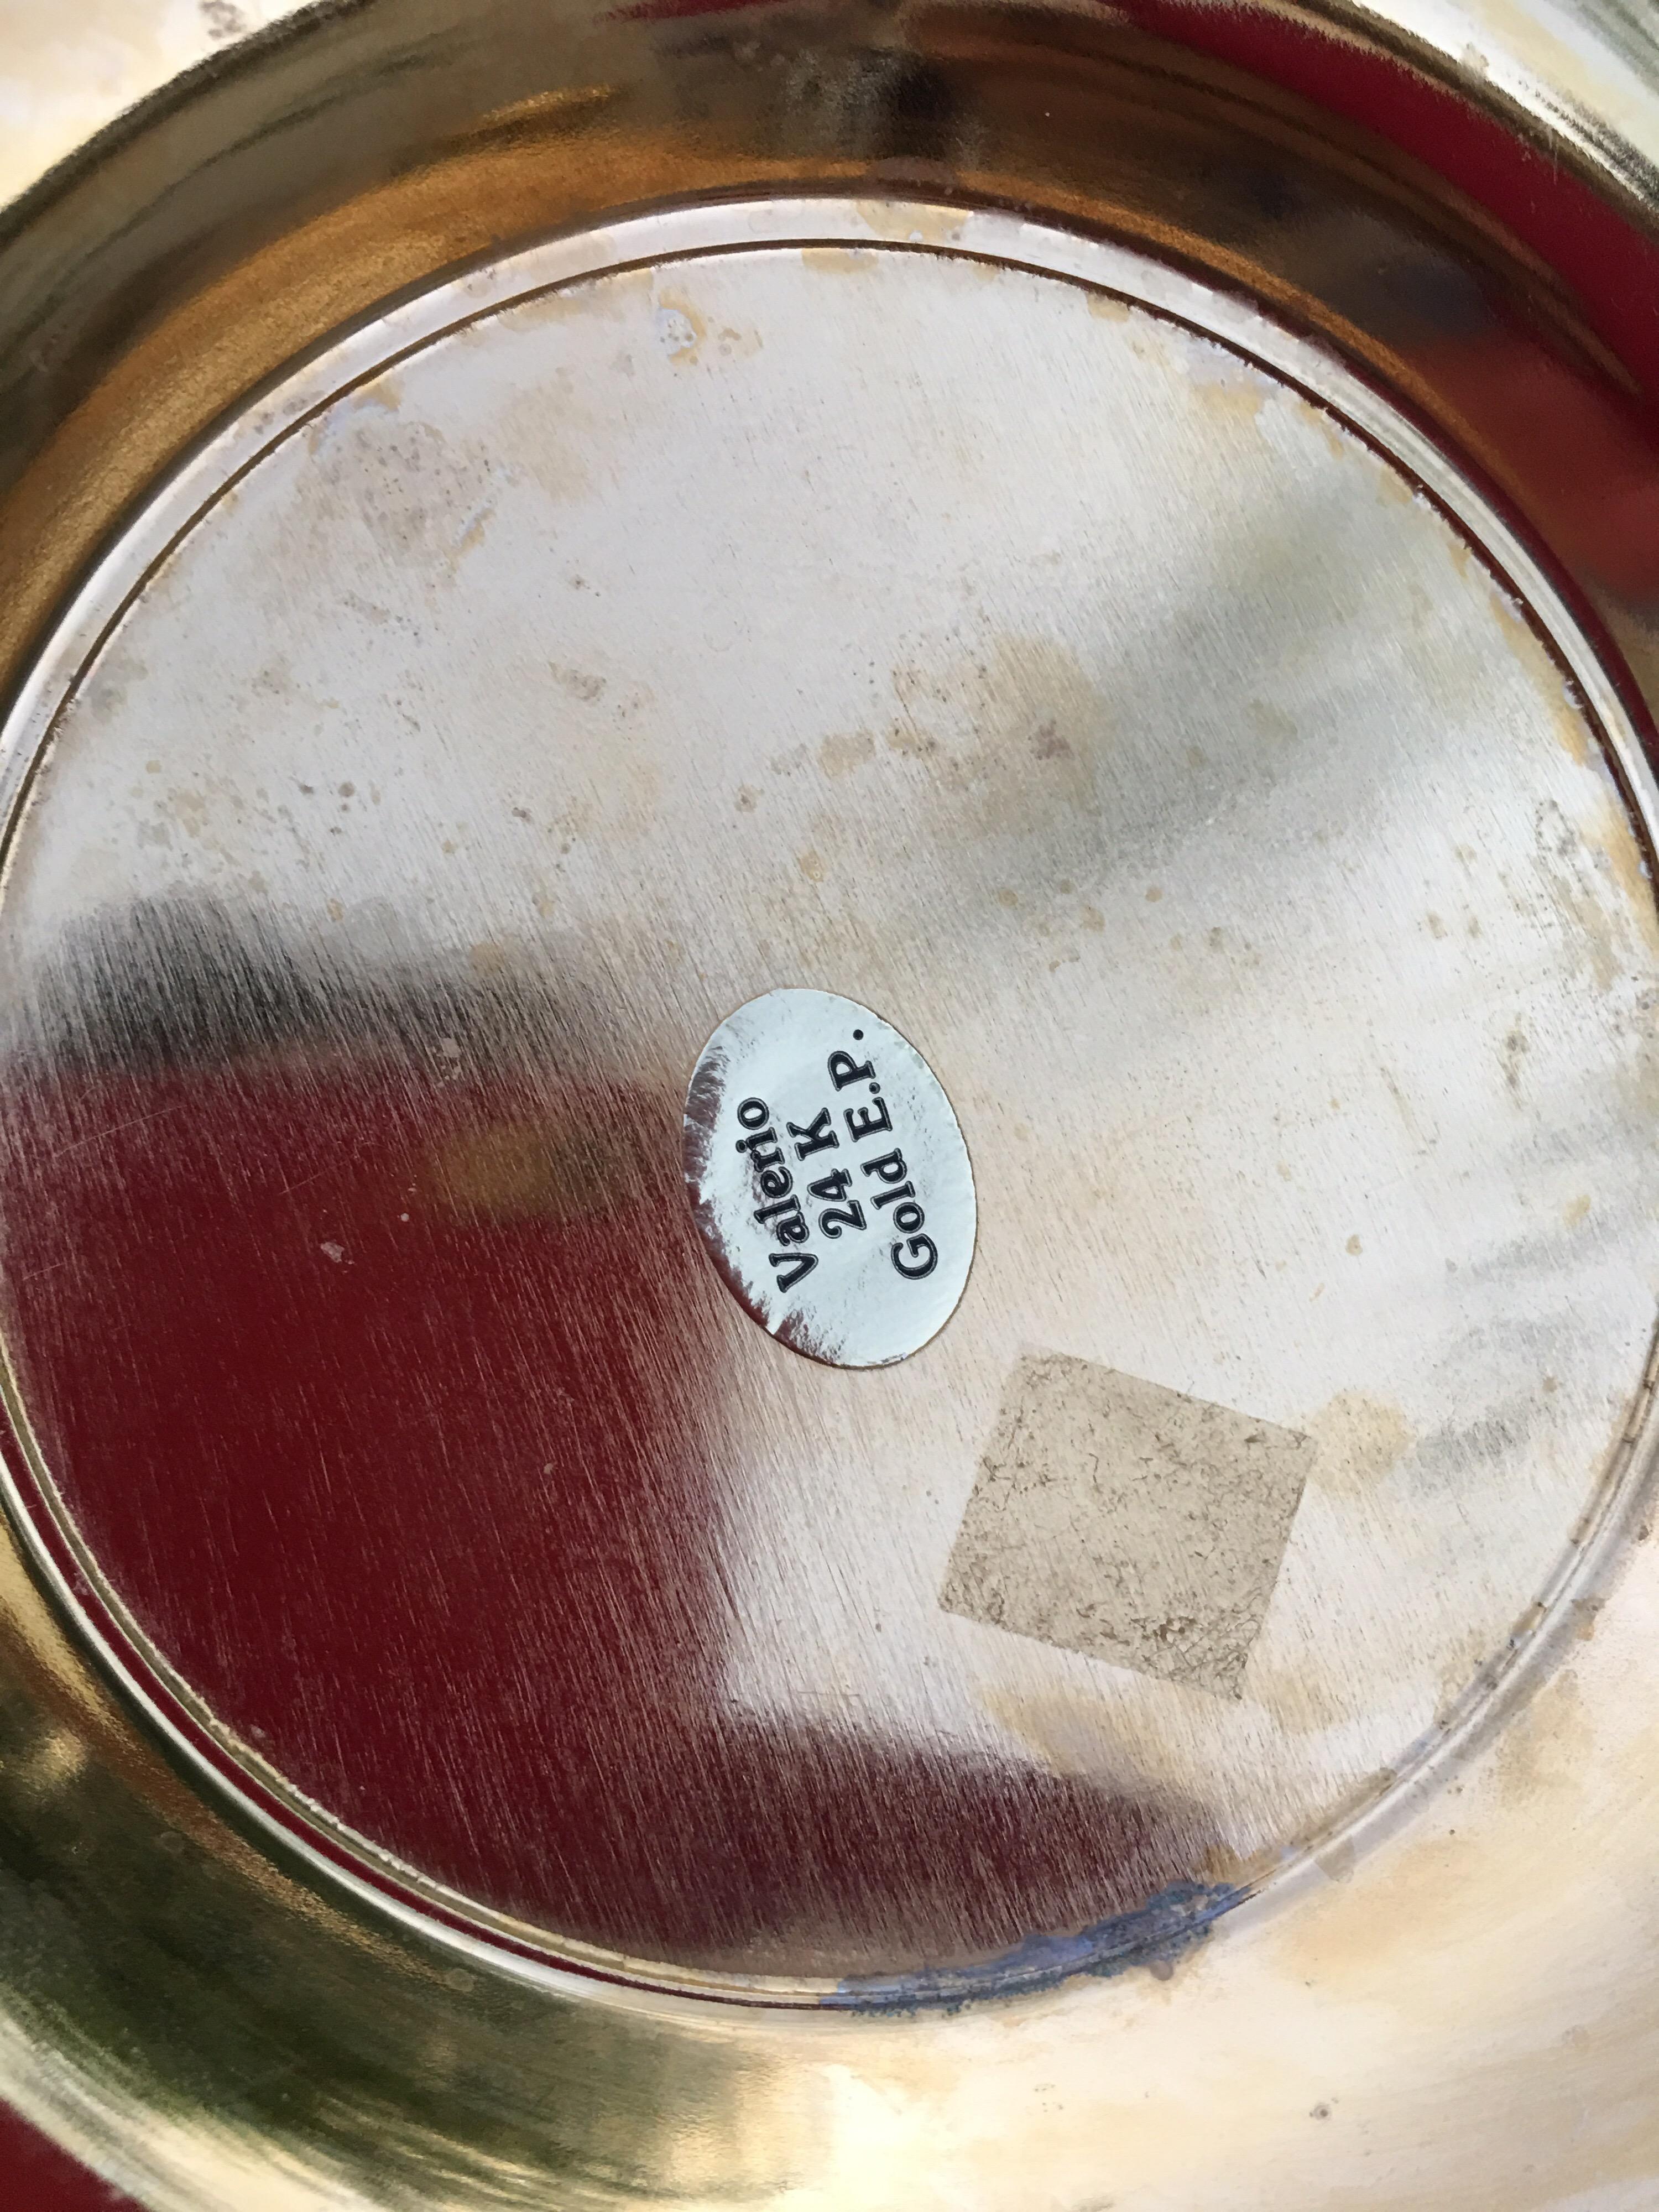 Valerio
24 K
Gold E.P.